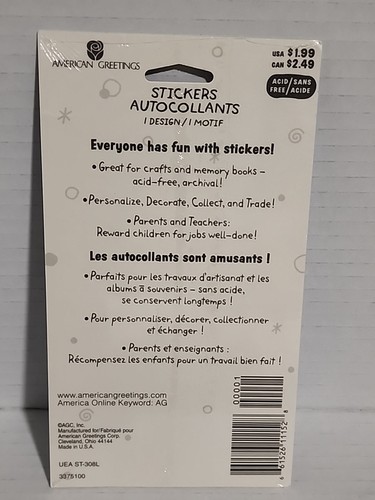 AMERICAN GREETINGS
USA $1.99
CAN $2.49
ACID/SANS
FREE/ACIDE
STICKERS
AUTOCOLLANTS
1 DESIGN/1 MOTIF
Everyone has fun with stickers!
• Great for crafts and memory books –
acid-free, archival!
• Personalize, Decorate, Collect, and Trade!
• Parents and Teachers:
Reward children for jobs well-done!
Les autocollants sont amusants !
• Parfaits pour les travaux d'artisanat et les
albums à souvenirs – sans acide,
se conservent longtemps !
• Pour personnaliser, décorer, collectionner
et échanger !
• Parents et enseignants :
Récompensez les enfants pour un travail bien fait !
www.americangreetings.com
America Online Keyword: AG
©AGC, Inc.
Manufactured for/Fabriqué pour
American Greetings Corp.
Cleveland, Ohio 44144
Made in U.S.A.
UEA ST-306L
3375100
00001
61526 11152